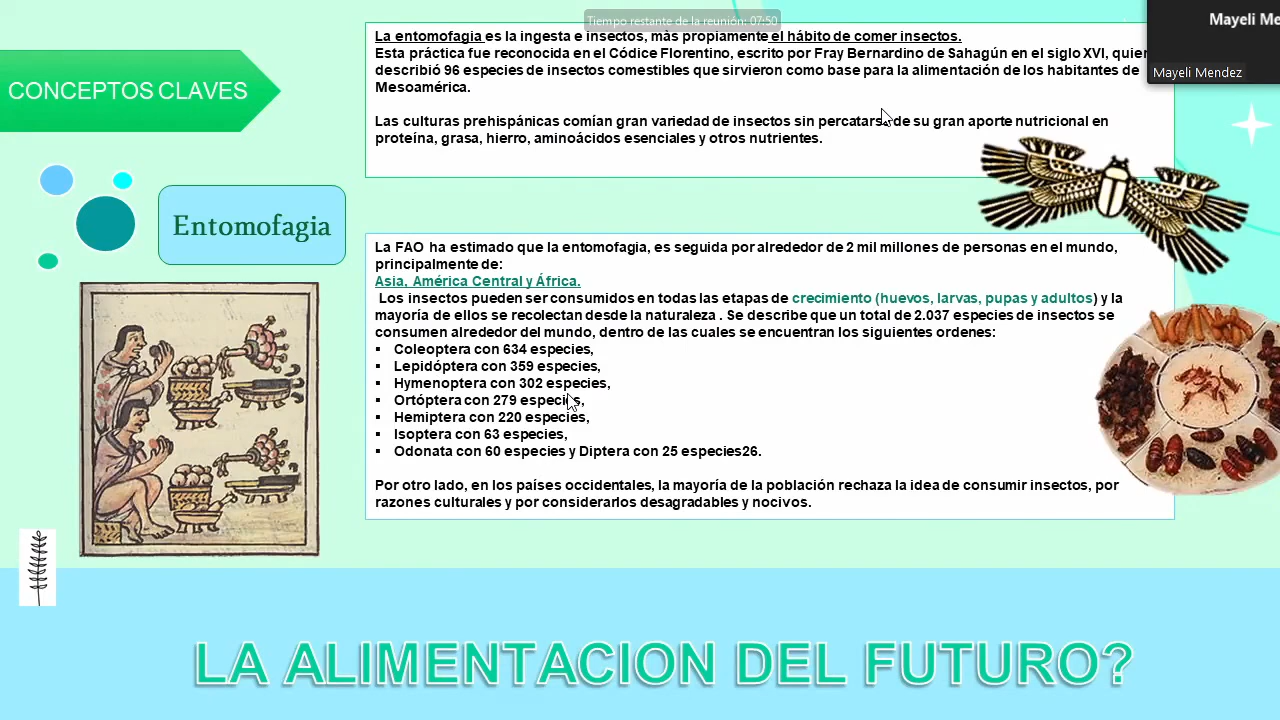 Tiempo restante de la reunión: 07:50
Mayeli Me
Mayeli Mendez
CONCEPTOS CLAVES
Entomofagia
La entomofagia es la ingesta e insectos, más propiamente el hábito de comer insectos.
Esta práctica fue reconocida en el Códice Florentino, escrito por Fray Bernardino de Sahagún en el siglo XVI, quien
describió 96 especies de insectos comestibles que sirvieron como base para la alimentación de los habitantes de
Mesoamérica.
Las culturas prehispánicas comían gran variedad de insectos sin percatarse de su gran aporte nutricional en
proteína, grasa, hierro, aminoácidos esenciales y otros nutrientes.
La FAO ha estimado que la entomofagia, es seguida por alrededor de 2 mil millones de personas en el mundo,
principalmente de:
Asia, América Central y África.
Los insectos pueden ser consumidos en todas las etapas de crecimiento (huevos, larvas, pupas y adultos) y la
mayoría de ellos se recolectan desde la naturaleza . Se describe que un total de 2.037 especies de insectos se
consumen alrededor del mundo, dentro de las cuales se encuentran los siguientes ordenes:
▪ Coleoptera con 634 especies,
▪ Lepidóptera con 359 especies,
▪ Hymenoptera con 302 especies,
▪ Ortóptera con 279 especies,
▪ Hemiptera con 220 especies,
▪ Isoptera con 63 especies,
▪ Odonata con 60 especies y Diptera con 25 especies26.
Por otro lado, en los países occidentales, la mayoría de la población rechaza la idea de consumir insectos, por
razones culturales y por considerarlos desagradables y nocivos.
LA ALIMENTACION DEL FUTURO?